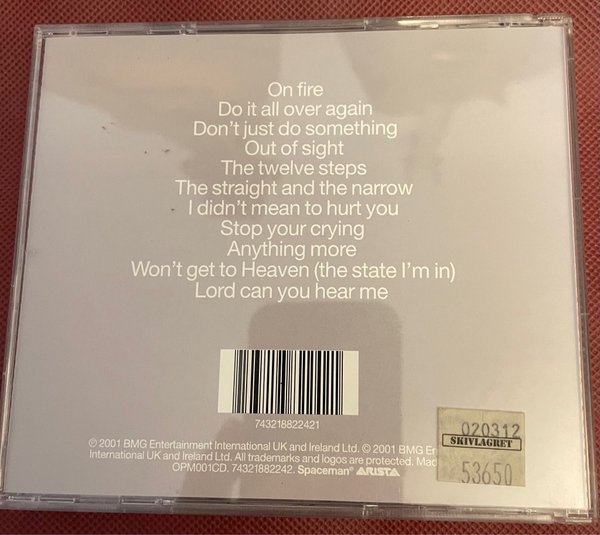 On fire
Do it all over again
Don't just do something
Out of sight
The twelve steps
The straight and the narrow
I didn't mean to hurt you
Stop your crying
Anything more
Won't get to Heaven (the state I'm in)
Lord can you hear me
743218822421
℗ 2001 BMG Entertainment International UK and Ireland Ltd. © 2001 BMG En
International UK and Ireland Ltd. All trademarks and logos are protected. Mad
OPM001CD. 74321882242. Spaceman® ARISTA
020312
SKIVLAGRET
53650